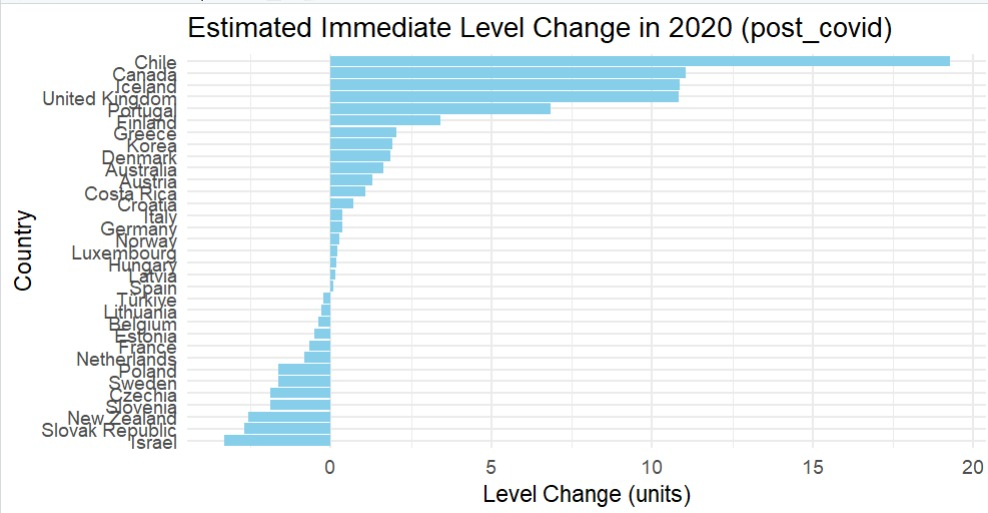 Estimated Immediate Level Change in 2020 (post_covid)
Chile
Canada
Iceland
United Kingdom
Portugal
Finland
Greece
Korea
Denmark
Australia
Austria
Costa Rica
Croatia
Italy
Germany
Norway
Luxembourg
Hungary
Latvia
Spain
Türkiye
Lithuania
Belgium
Estonia
France
Netherlands
Poland
Sweden
Czechia
Slovenia
New Zealand
Slovak Republic
Israel
Country
0 5 10 15 20
Level Change (units)